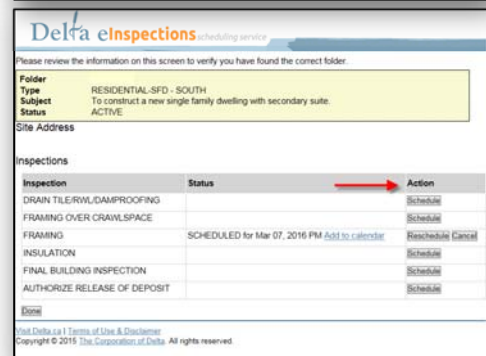 Delta eInspections scheduling service
Please review the information on this screen to verify you have found the correct folder.
Folder
Type RESIDENTIAL-SFD - SOUTH
Subject To construct a new single family dwelling with secondary suite.
Status ACTIVE
Site Address
Inspections
Inspection Status Action
DRAIN TILE/RWL/DAMPROOFING Schedule
FRAMING OVER CRAWLSPACE Schedule
FRAMING SCHEDULED for Mar 07, 2016 PM Add to calendar Reschedule Cancel
INSULATION Schedule
FINAL BUILDING INSPECTION Schedule
AUTHORIZE RELEASE OF DEPOSIT Schedule
Done
Visit Delta.ca | Terms of Use & Disclaimer
Copyright © 2015 The Corporation of Delta. All rights reserved.